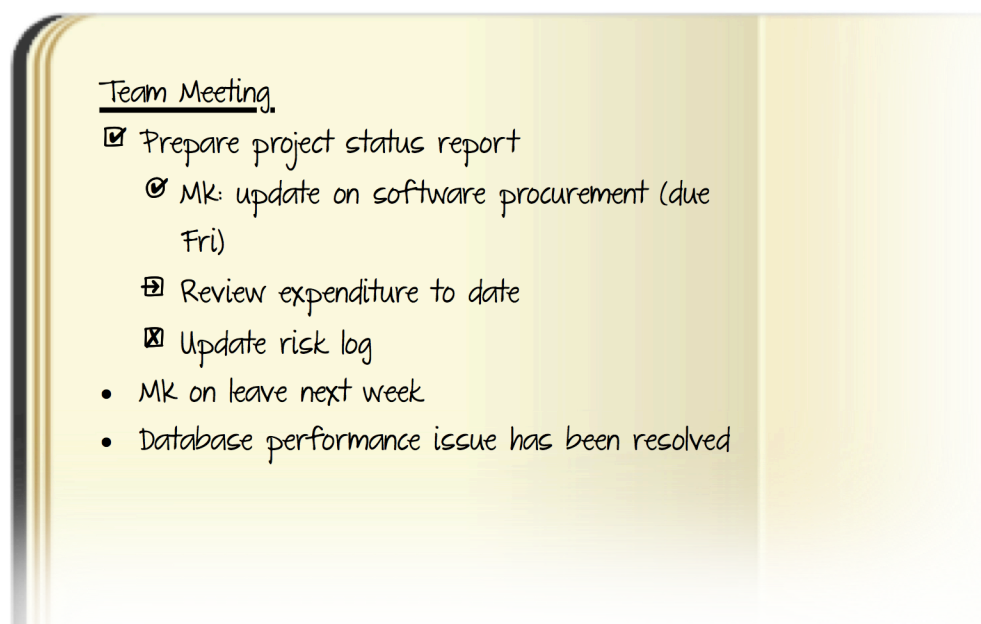 Team Meeting
☑ Prepare project status report
MK: update on software procurement (due
Fri)
Review expenditure to date
☒ Update risk log
• MK on leave next week
• Database performance issue has been resolved